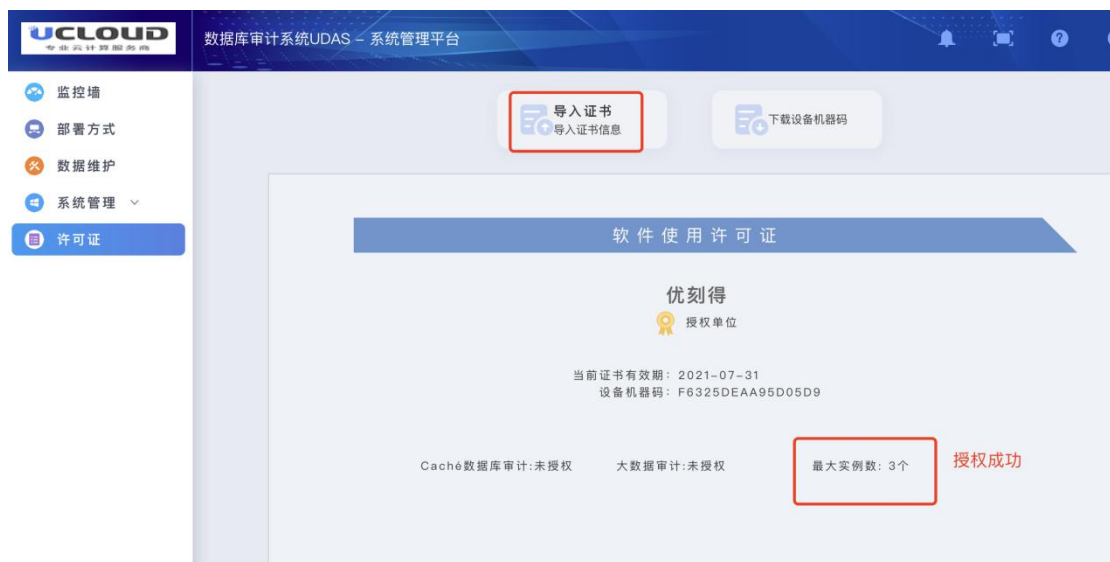 UCLOUD
专业云计算服务商
数据库审计系统UDAS – 系统管理平台
监控墙
部署方式
数据维护
系统管理
许可证
导入证书
导入证书信息
下载设备机器码
软件使用许可证
优刻得
授权单位
当前证书有效期: 2021-07-31
设备机器码: F6325DEAA95D05D9
Caché数据库审计:未授权 大数据审计:未授权 最大实例数: 3个 授权成功